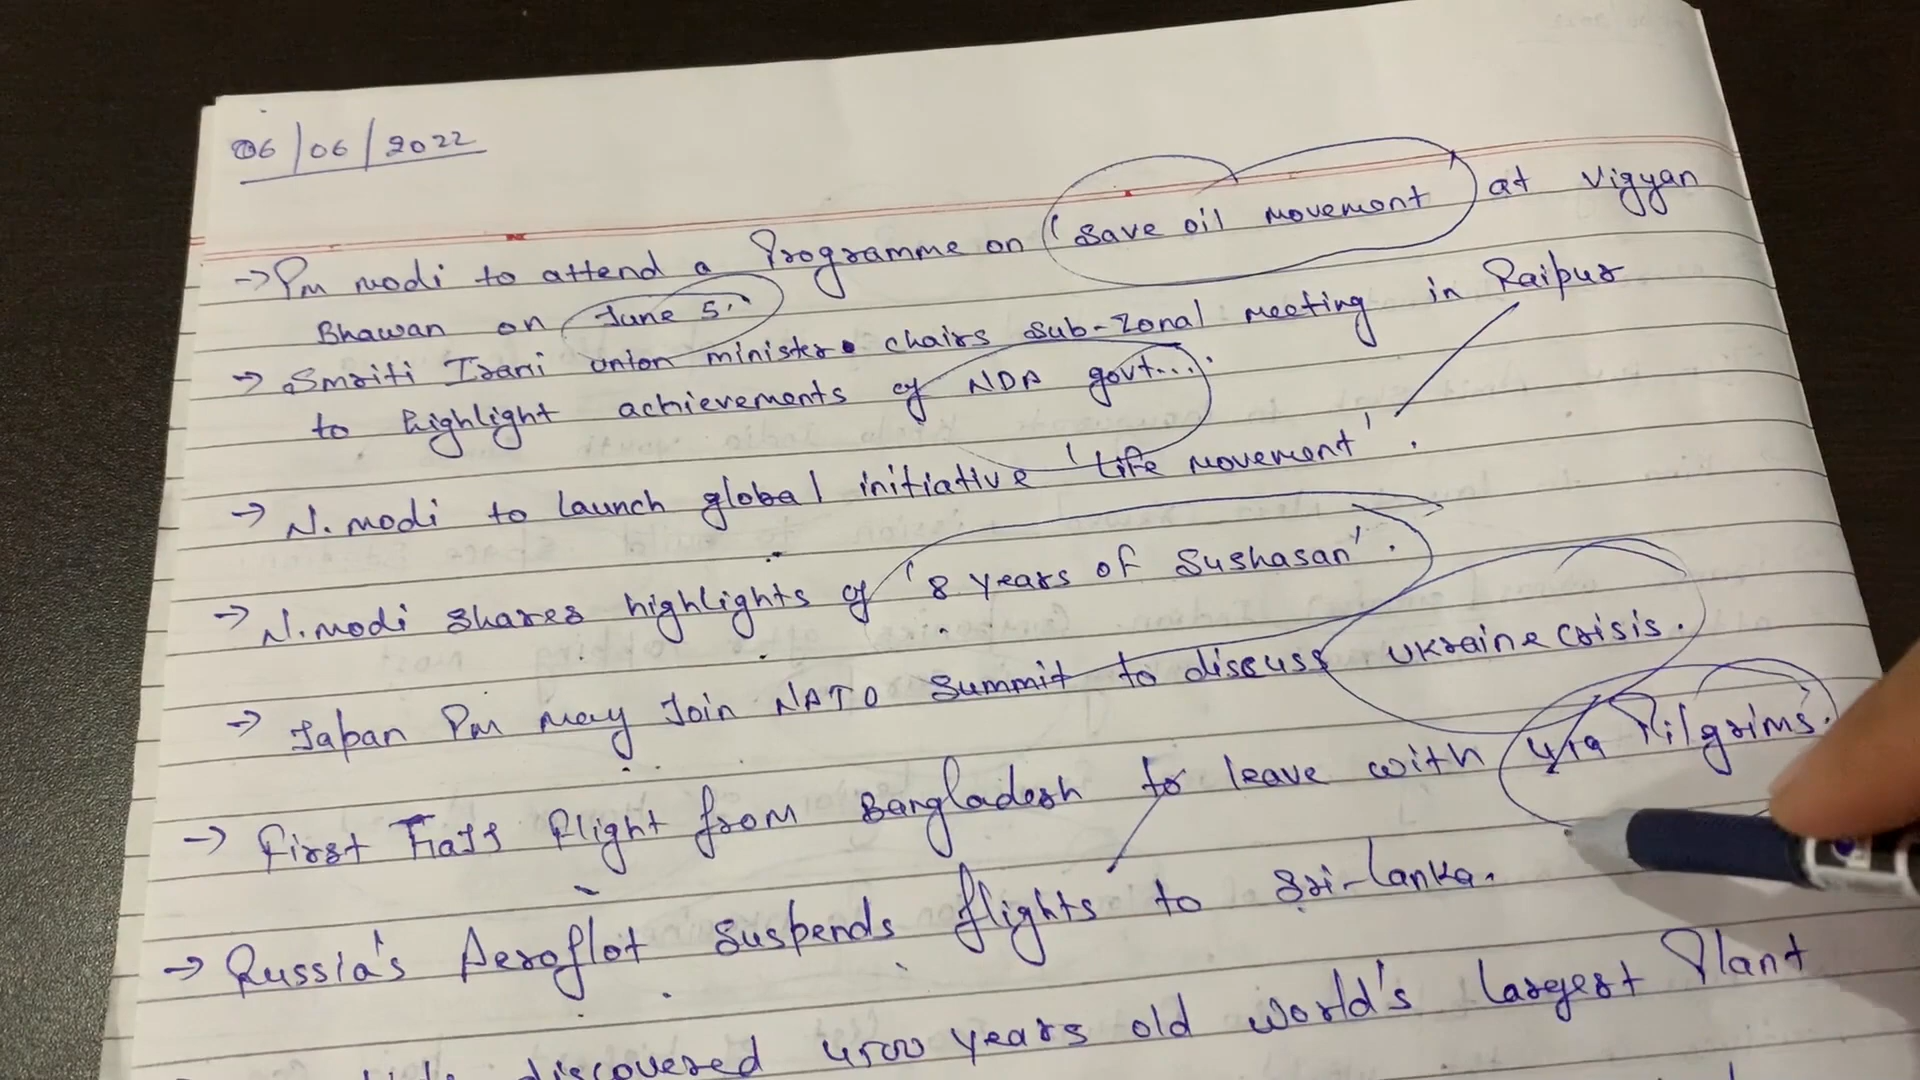 06/06/2022
→ Pm modi to attend a Programme on 'save oil movement' at vigyan
Bhawan on June 5.
→ Smriti Irani union minister chairs sub-zonal meeting in Raipur
to highlight achievements of NDA govt...
→ N. modi to launch global initiative 'Life movement'.
→ N. modi shares highlights of '8 years of Sushasan'.
→ Japan Pm may Join NATO summit to discuss ukraine crisis.
→ First Hajj flight from Bangladesh to leave with 419 Pilgrims.
→ Russia's Aeroflot suspends flights to Sri-Lanka.
discovered 4500 years old world's largest Plant